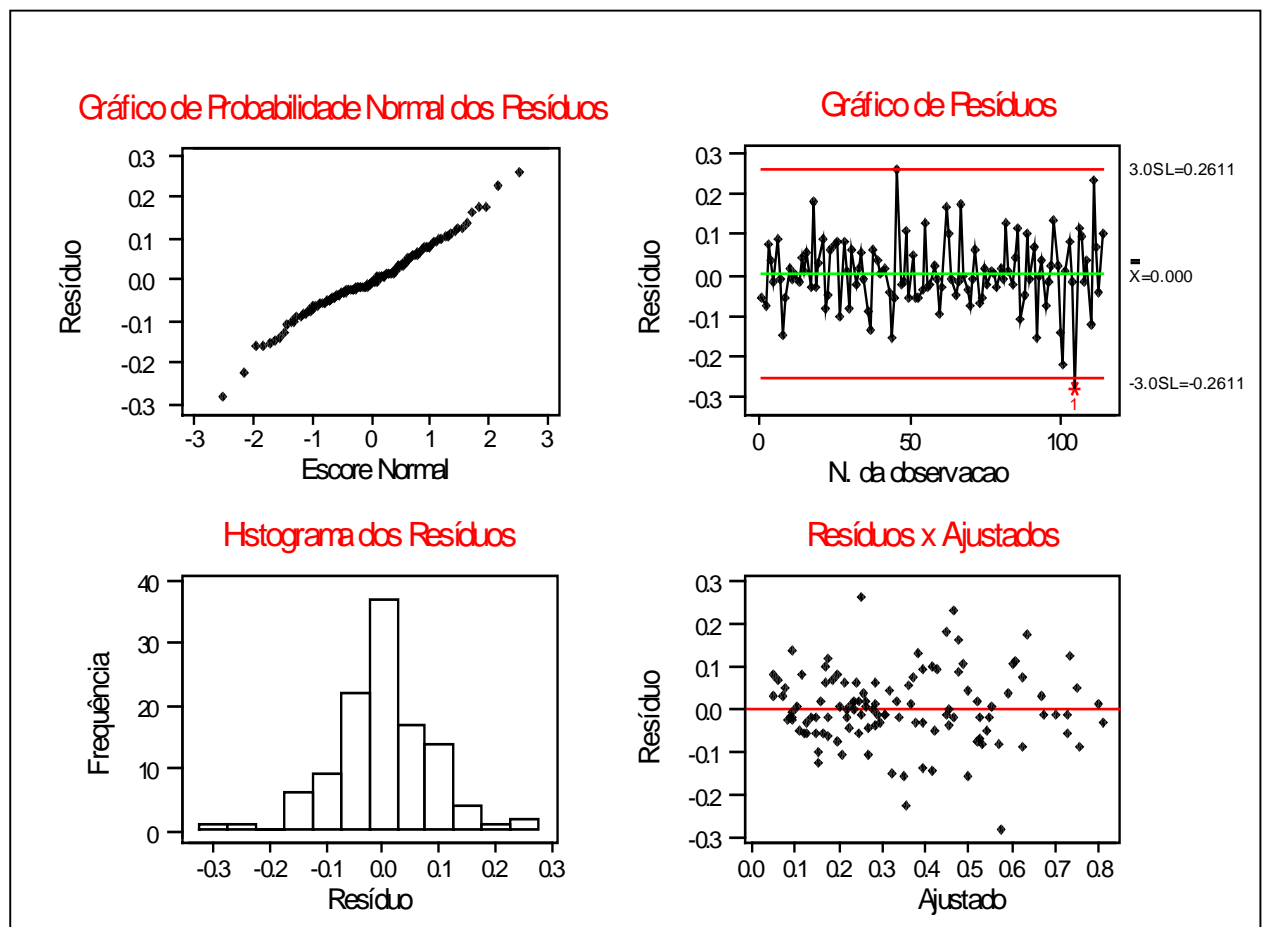 Gráfico de Probabilidade Normal dos Resíduos
0.3
0.2
0.1
0.0
-0.1
-0.2
-0.3
Resíduo
-3 -2 -1 0 1 2 3
Escore Normal
Gráfico de Resíduos
0.3
0.2
0.1
0.0
-0.1
-0.2
-0.3
Resíduo
3.0SL=0.2611
X=0.000
-3.0SL=-0.2611
1
0 50 100
N. da observacao
Hstograma dos Resíduos
40
30
20
10
0
Frequência
-0.3 -0.2 -0.1 0.0 0.1 0.2 0.3
Resíduo
Resíduos x Ajustados
0.3
0.2
0.1
0.0
-0.1
-0.2
-0.3
Resíduo
0.0 0.1 0.2 0.3 0.4 0.5 0.6 0.7 0.8
Ajustado